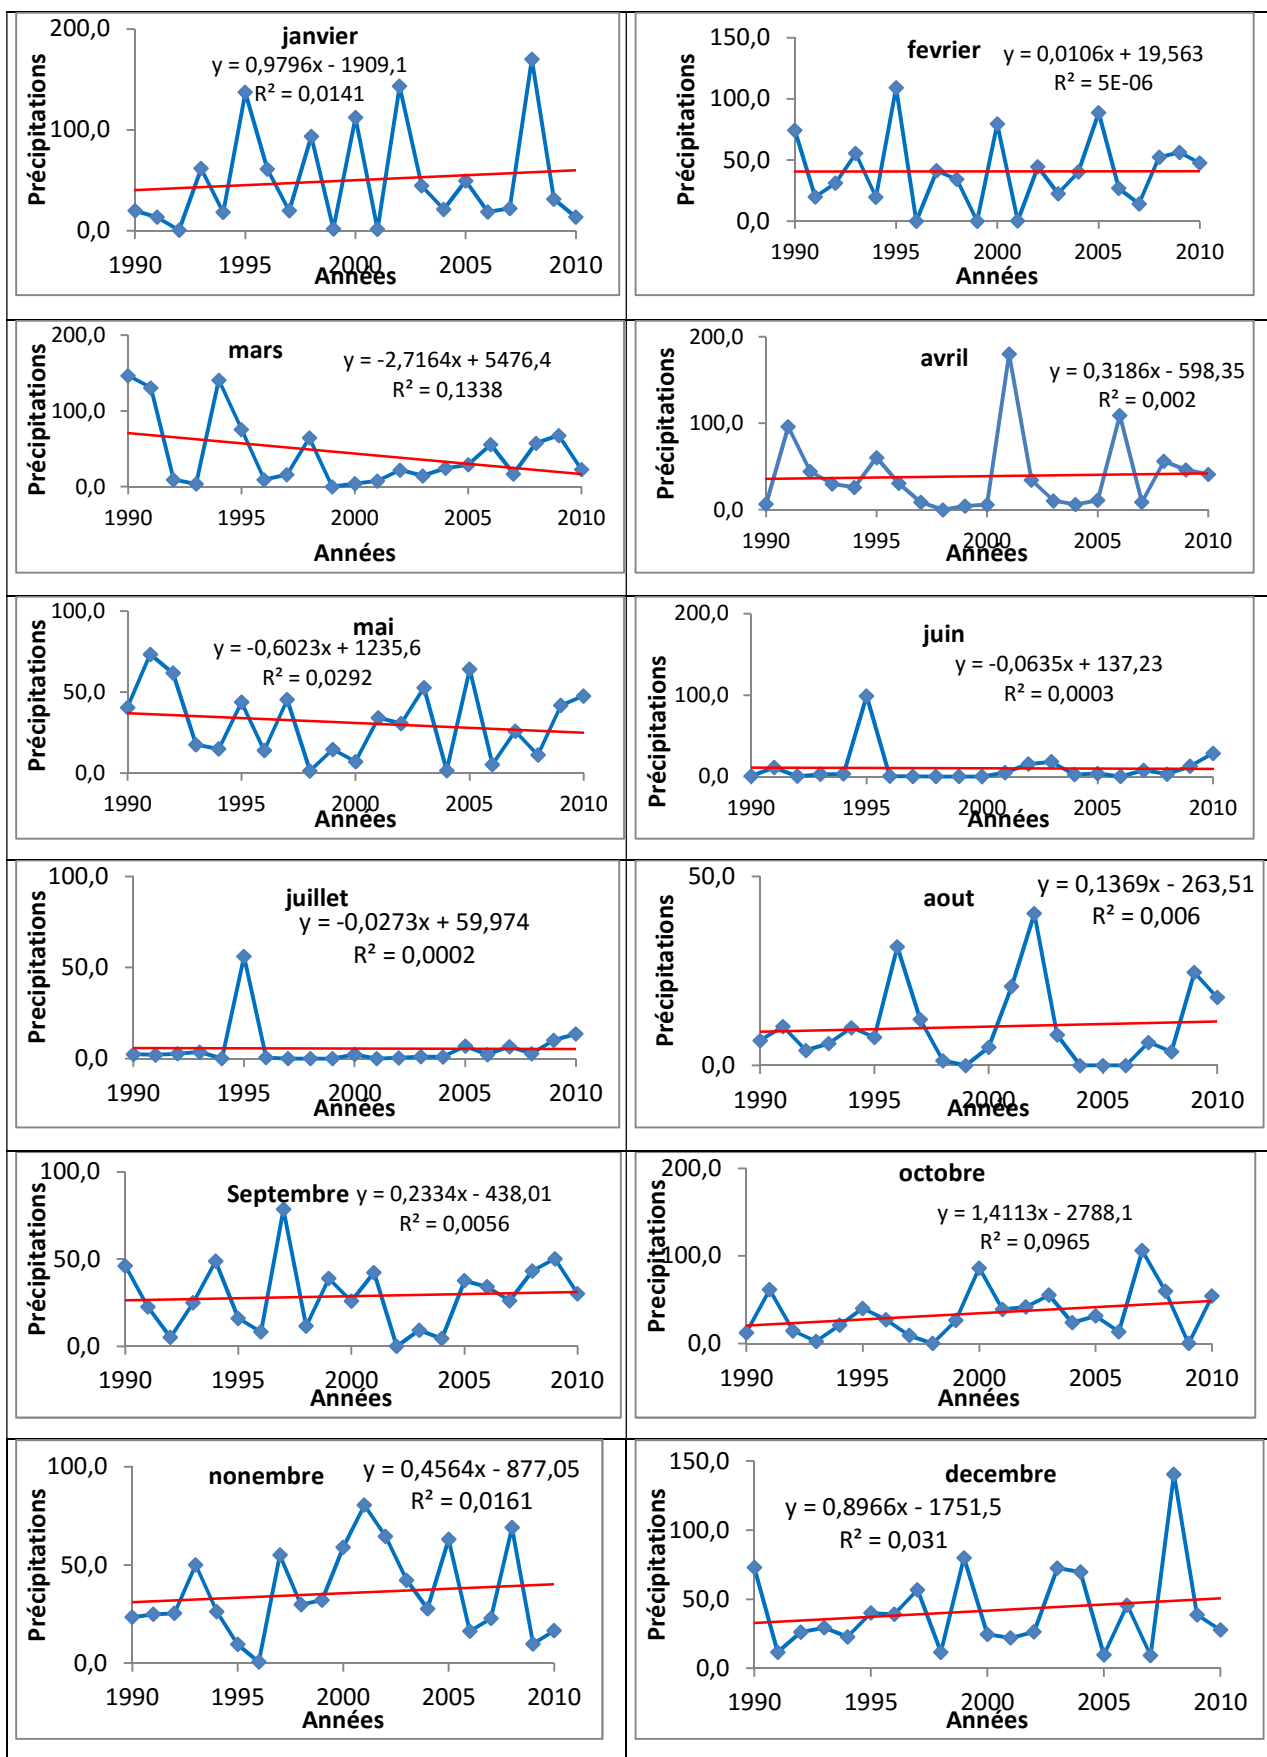 janvier
y = 0,9796x - 1909,1
R² = 0,0141
Précipitations
200,0
100,0
0,0
1990 1995 2000 2005 2010
Années
fevrier
y = 0,0106x + 19,563
R² = 5E-06
Précipitations
150,0
100,0
50,0
0,0
1990 1995 2000 2005 2010
Années
mars
y = -2,7164x + 5476,4
R² = 0,1338
Précipitations
200,0
100,0
0,0
1990 1995 2000 2005 2010
Années
avril
y = 0,3186x - 598,35
R² = 0,002
Précipitations
200,0
100,0
0,0
1990 1995 2000 2005 2010
Années
mai
y = -0,6023x + 1235,6
R² = 0,0292
Précipitations
100,0
50,0
0,0
1990 1995 2000 2005 2010
Années
juin
y = -0,0635x + 137,23
R² = 0,0003
Précipitations
200,0
100,0
0,0
1990 1995 2000 2005 2010
Années
juillet
y = -0,0273x + 59,974
R² = 0,0002
Precipitations
100,0
50,0
0,0
1990 1995 2000 2005 2010
Années
aout
y = 0,1369x - 263,51
R² = 0,006
Précipitations
50,0
0,0
1990 1995 2000 2005 2010
Années
Septembre
y = 0,2334x - 438,01
R² = 0,0056
Précipitations
100,0
50,0
0,0
1990 1995 2000 2005 2010
Années
octobre
y = 1,4113x - 2788,1
R² = 0,0965
Precipitations
200,0
100,0
0,0
1990 1995 2000 2005 2010
Années
nonembre
y = 0,4564x - 877,05
R² = 0,0161
Précipitations
100,0
50,0
0,0
1990 1995 2000 2005 2010
Années
decembre
y = 0,8966x - 1751,5
R² = 0,031
Précipitations
150,0
100,0
50,0
0,0
1990 1995 2000 2005 2010
Années